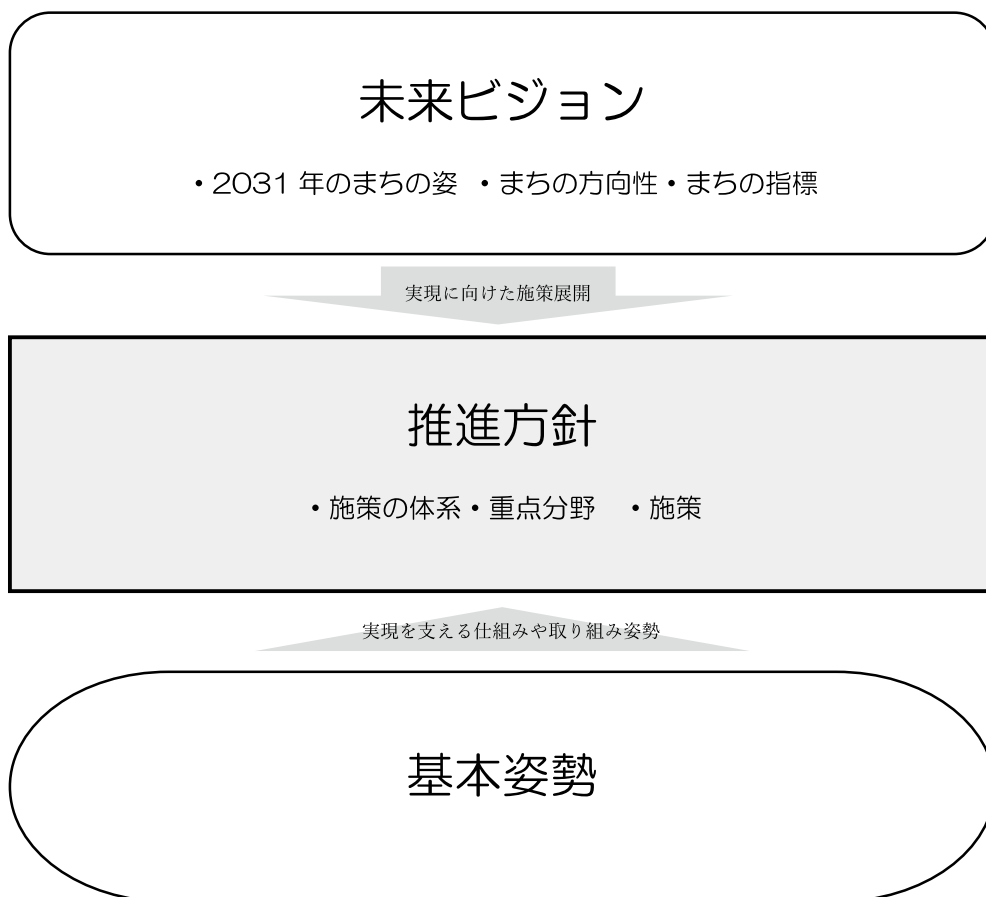 未来ビジョン
・2031 年のまちの姿 ・まちの方向性・まちの指標
実現に向けた施策展開
推進方針
・施策の体系・重点分野 ・施策
実現を支える仕組みや取り組み姿勢
基本姿勢